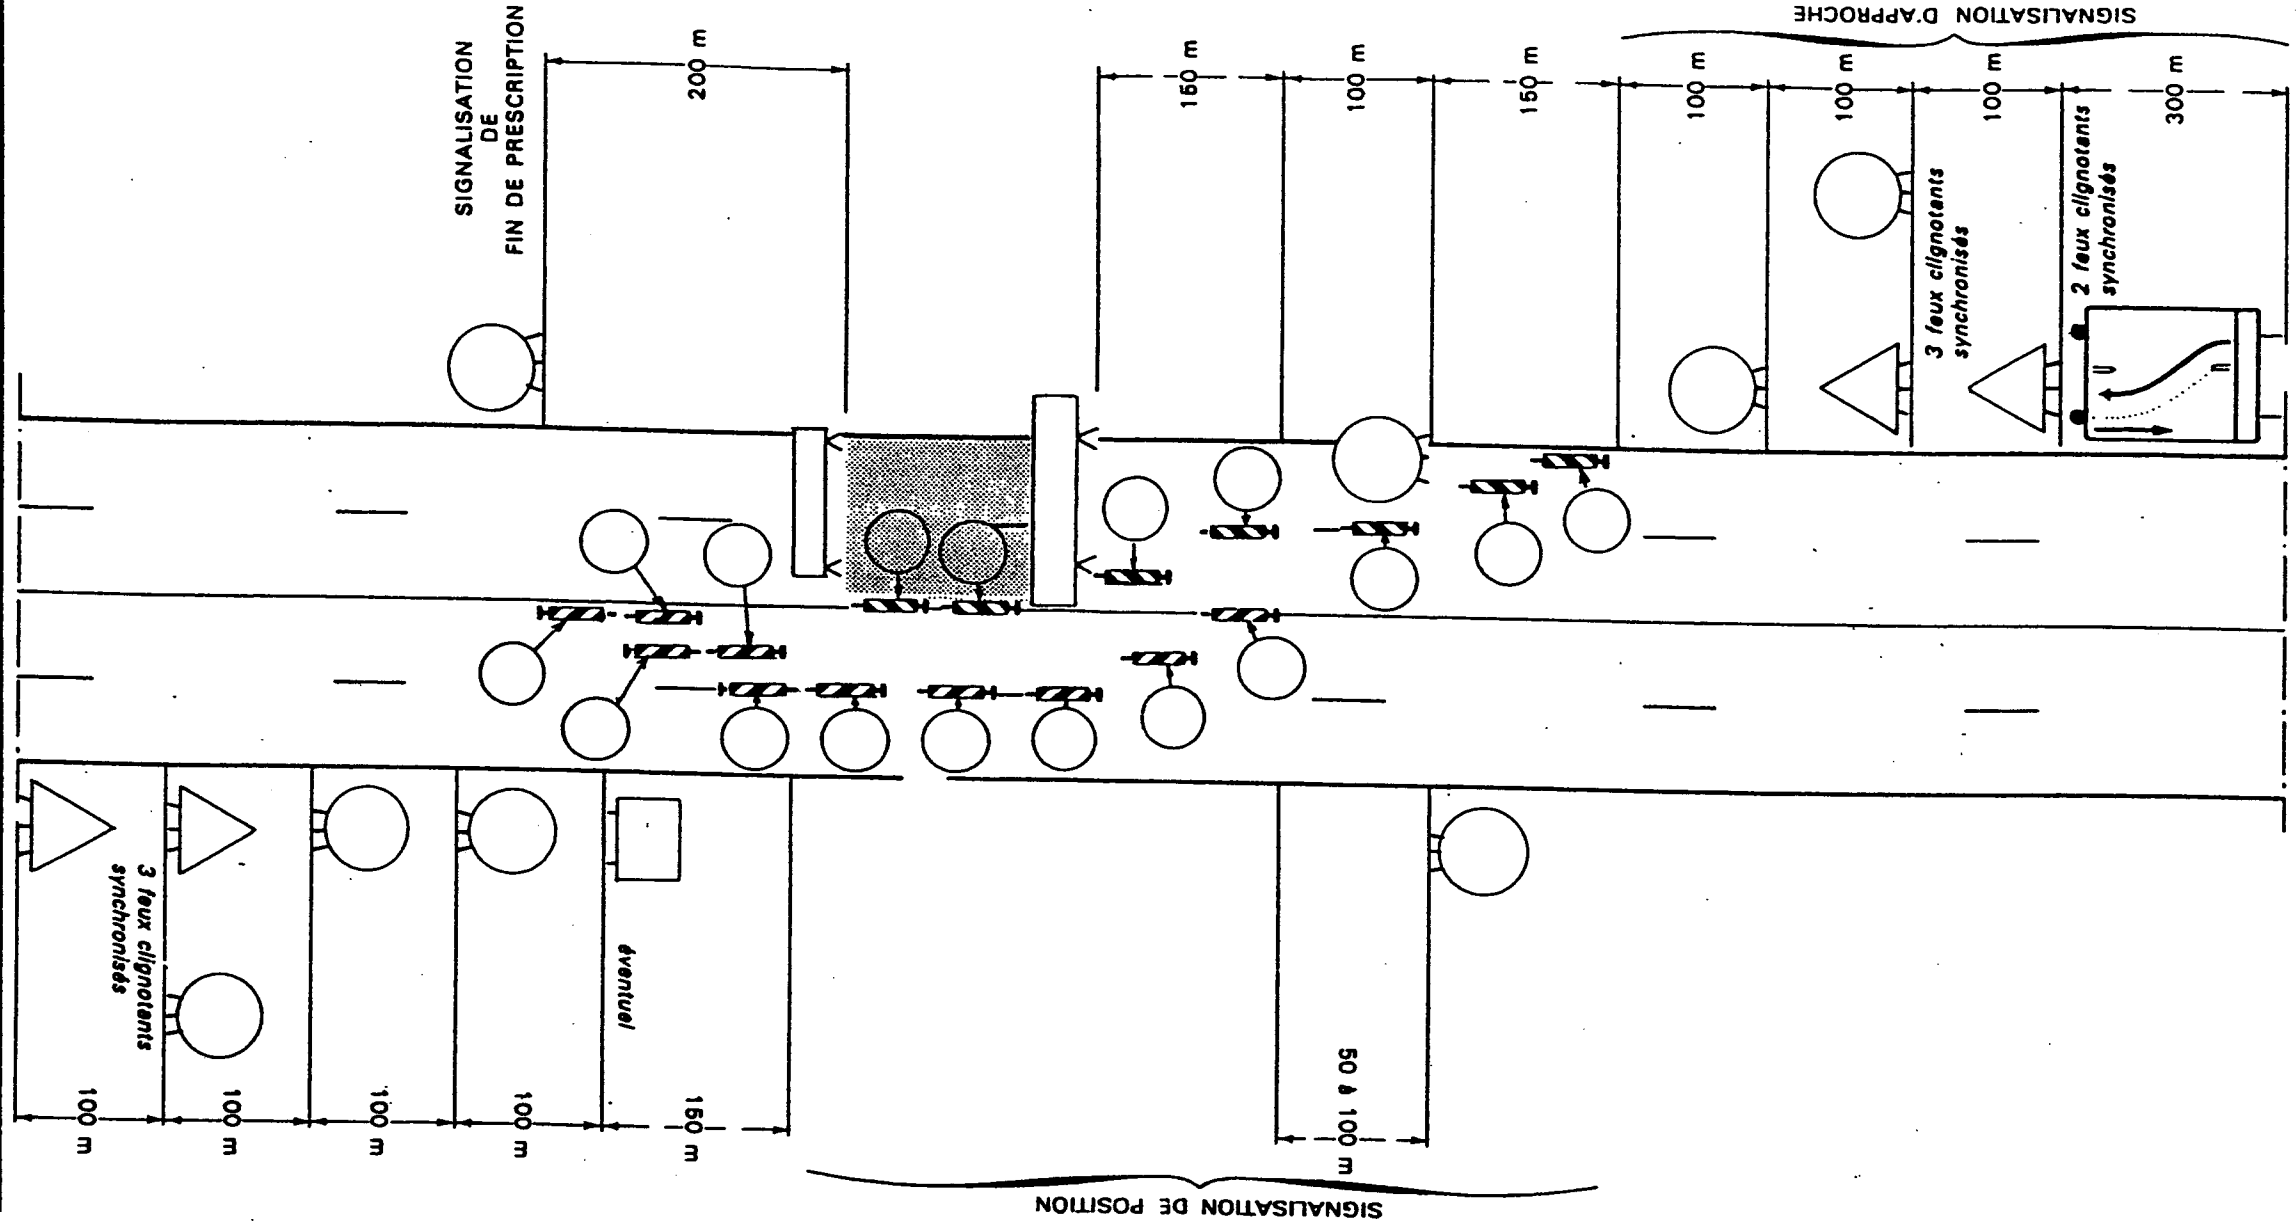 SIGNALISATION
DE
FIN DE PRESCRIPTION
200 m
150 m
100 m
150 m
100 m
100 m
100 m
300 m
SIGNALISATION D'APPROCHE
3 feux clignotants
synchronisés
2 feux clignotants
synchronisés
3 feux clignotants
synchronisés
éventuel
100 m
100 m
100 m
100 m
150 m
50 à 100 m
SIGNALISATION DE POSITION